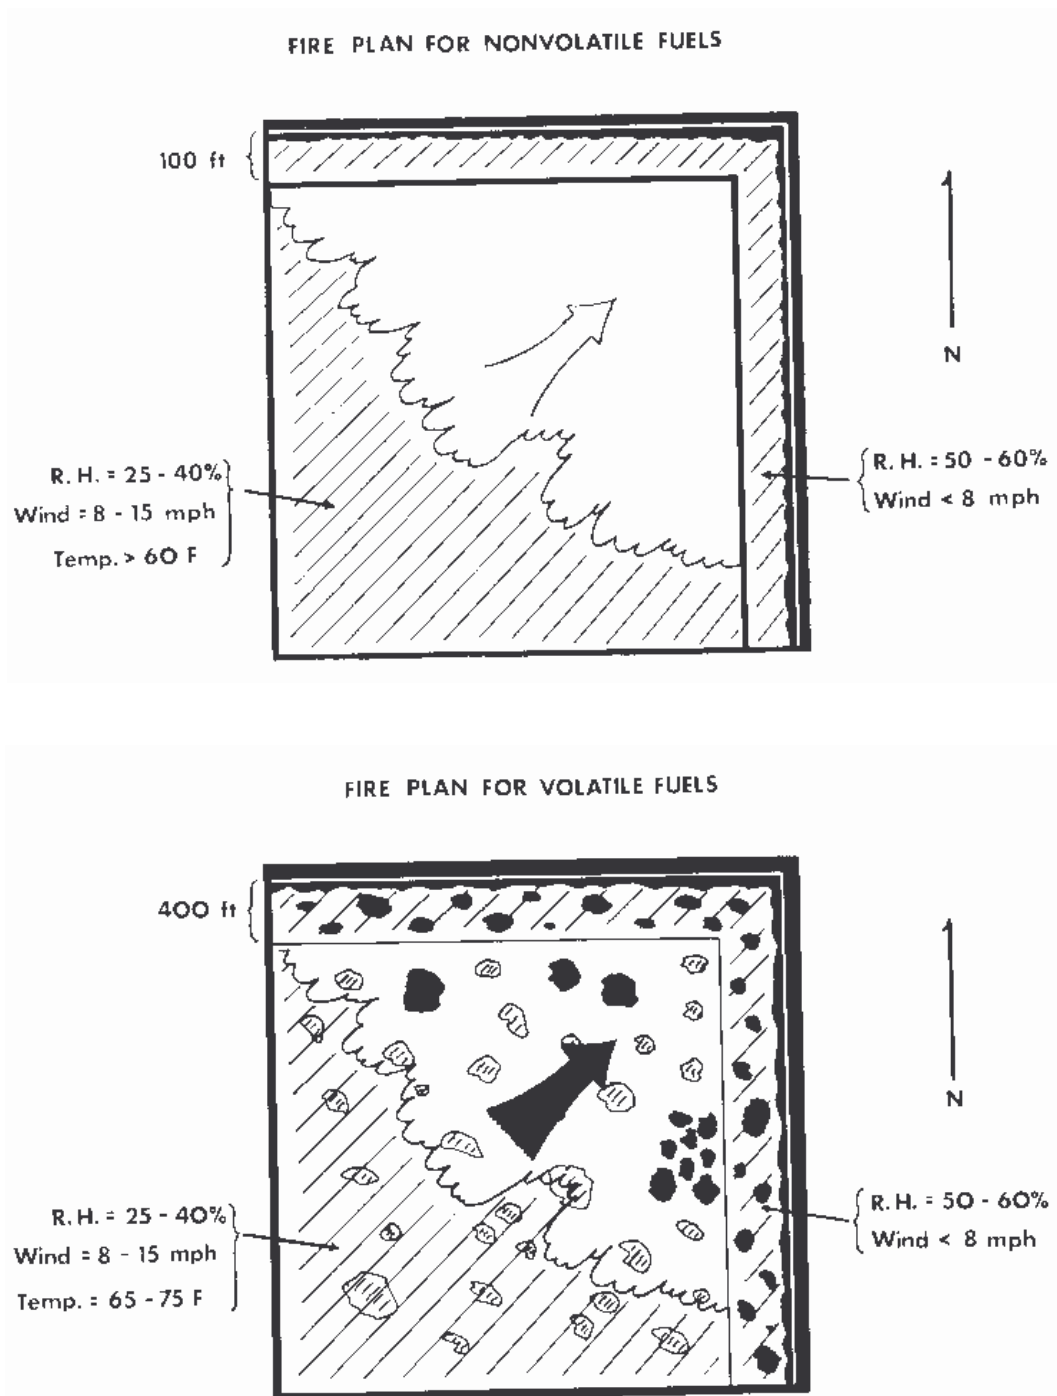 FIRE PLAN FOR NONVOLATILE FUELS
100 ft
N
R. H. = 25 - 40%
Wind = 8 - 15 mph
Temp. > 60 F
R. H. = 50 - 60%
Wind < 8 mph
FIRE PLAN FOR VOLATILE FUELS
400 ft
N
R. H. = 25 - 40%
Wind = 8 - 15 mph
Temp. = 65 - 75 F
R. H. = 50 - 60%
Wind < 8 mph